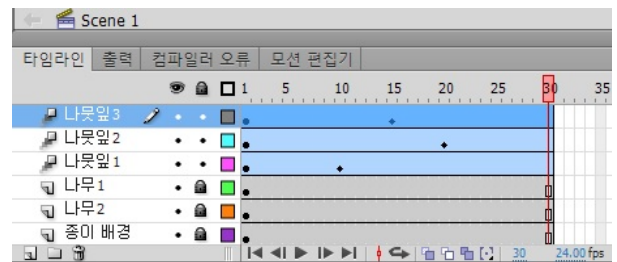 Scene 1
타임라인 출력 컴파일러 오류 모션 편집기
1 5 10 15 20 25 30 35
나뭇잎3
나뭇잎2
나뭇잎1
나무1
나무2
종이 배경
30 24.00 fps